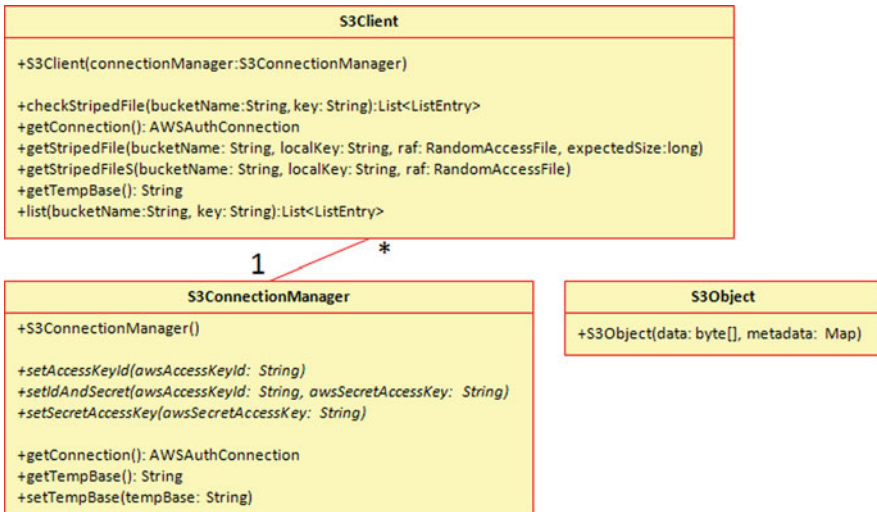 S3Client
+S3Client(connectionManager:S3ConnectionManager)
+checkStripedFile(bucketName:String, key: String):List<ListEntry>
+getConnection(): AWSAuthConnection
+getStripedFile(bucketName: String, localKey: String, raf: RandomAccessFile, expectedSize:long)
+getStripedFileS(bucketName: String, localKey: String, raf: RandomAccessFile)
+getTempBase(): String
+list(bucketName:String, key: String):List<ListEntry>
1
*
S3ConnectionManager
+S3ConnectionManager()
+setAccessKeyId(awsAccessKeyId: String)
+setIdAndSecret(awsAccessKeyId: String, awsSecretAccessKey: String)
+setSecretAccessKey(awsSecretAccessKey: String)
+getConnection(): AWSAuthConnection
+getTempBase(): String
+setTempBase(tempBase: String)
S3Object
+S3Object(data: byte[], metadata: Map)